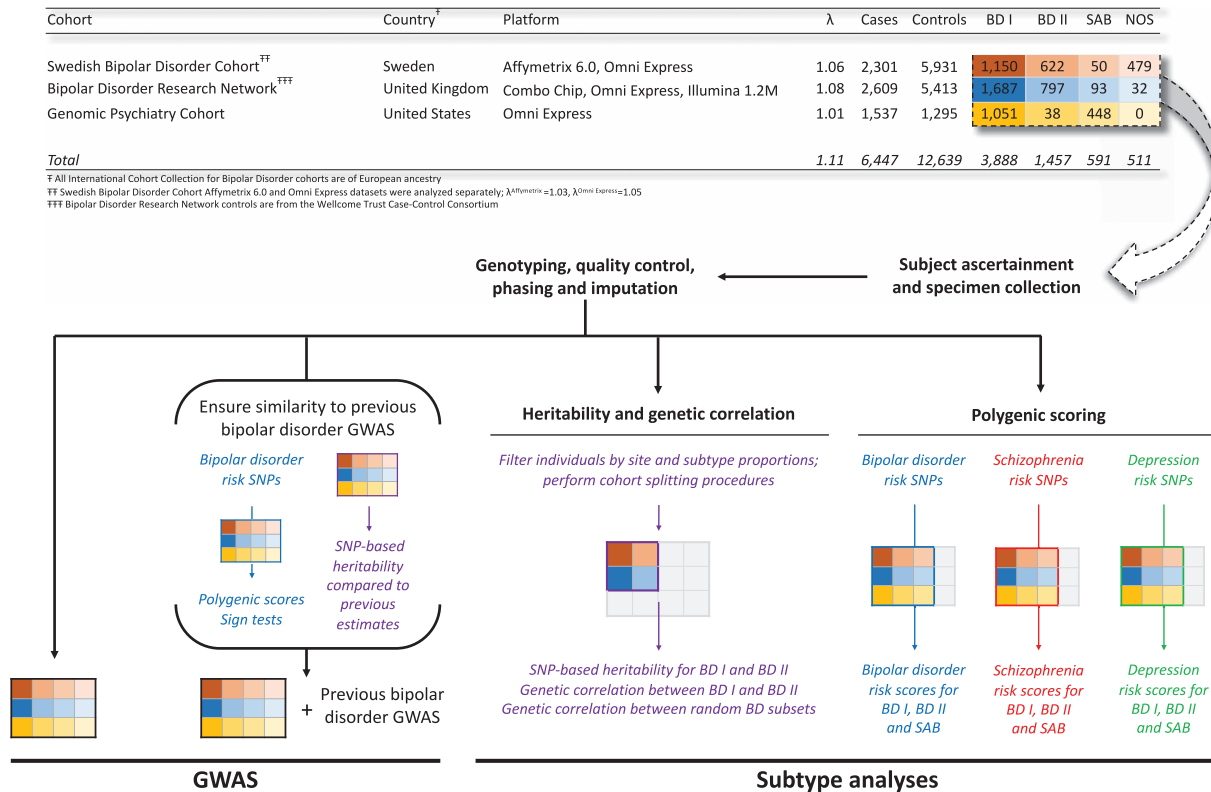 Cohort Country Ŧ Platform λ Cases Controls BD I BD II SAB NOS
Swedish Bipolar Disorder Cohort ŦŦ Sweden Affymetrix 6.0, Omni Express 1.06 2,301 5,931 1,150 622 50 479
Bipolar Disorder Research Network ŦŦŦ United Kingdom Combo Chip, Omni Express, Illumina 1.2M 1.08 2,609 5,413 1,687 797 93 32
Genomic Psychiatry Cohort United States Omni Express 1.01 1,537 1,295 1,051 38 448 0
Total 1.11 6,447 12,639 3,888 1,457 591 511
Ŧ All International Cohort Collection for Bipolar Disorder cohorts are of European ancestry
ŦŦ Swedish Bipolar Disorder Cohort Affymetrix 6.0 and Omni Express datasets were analyzed separately; λAffymetrix =1.03, λOmni Express=1.05
ŦŦŦ Bipolar Disorder Research Network controls are from the Wellcome Trust Case-Control Consortium
Subject ascertainment
and specimen collection
Genotyping, quality control,
phasing and imputation
Ensure similarity to previous
bipolar disorder GWAS
Bipolar disorder
risk SNPs
Polygenic scores
Sign tests
SNP-based
heritability
compared to
previous
estimates
+
Previous bipolar
disorder GWAS
GWAS
Heritability and genetic correlation
Filter individuals by site and subtype proportions;
perform cohort splitting procedures
SNP-based heritability for BD I and BD II
Genetic correlation between BD I and BD II
Genetic correlation between random BD subsets
Polygenic scoring
Bipolar disorder
risk SNPs
Bipolar disorder
risk scores for
BD I, BD II
and SAB
Schizophrenia
risk SNPs
Schizophrenia
risk scores for
BD I, BD II
and SAB
Depression
risk SNPs
Depression
risk scores for
BD I, BD II
and SAB
Subtype analyses